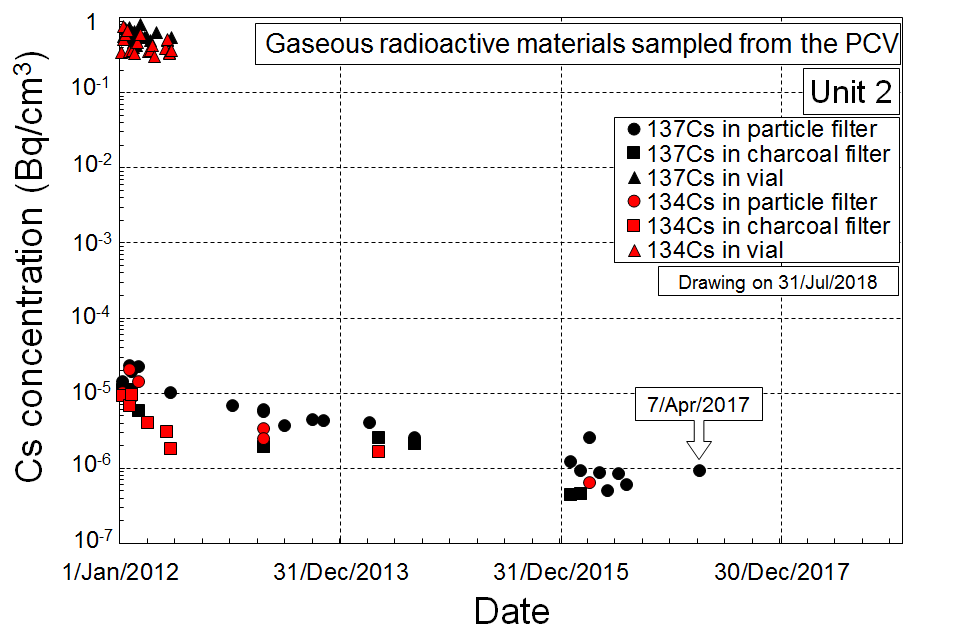 Gaseous radioactive materials sampled from the PCV
Unit 2
137Cs in particle filter
137Cs in charcoal filter
137Cs in vial
134Cs in particle filter
134Cs in charcoal filter
134Cs in vial
Drawing on 31/Jul/2018
7/Apr/2017
Cs concentration (Bq/cm³)
1
10⁻¹
10⁻²
10⁻³
10⁻⁴
10⁻⁵
10⁻⁶
10⁻⁷
1/Jan/2012 31/Dec/2013 31/Dec/2015 30/Dec/2017
Date